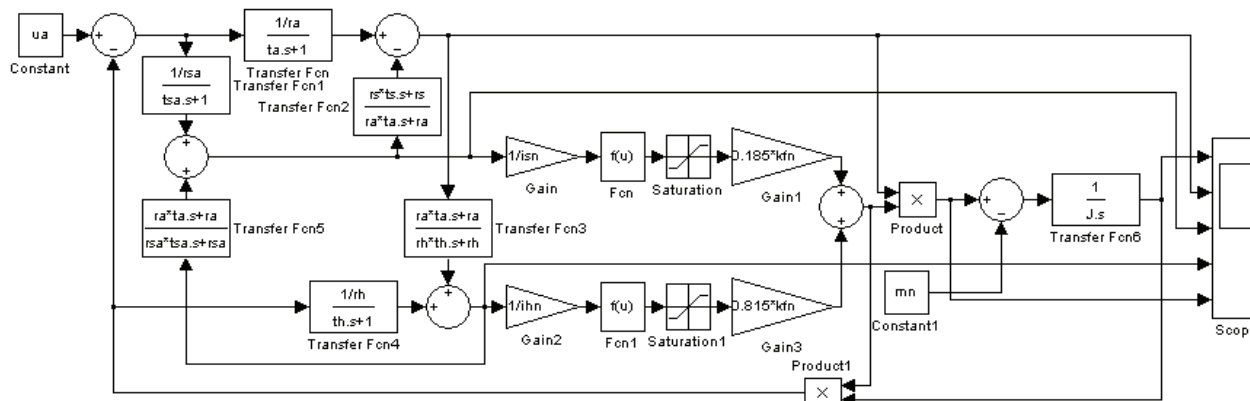 ua
Constant
+
−
1/ra
ta.s+1
Transfer Fcn
+
−
1/rsa
tsa.s+1
Transfer Fcn1
rs*ts.s+rs
ra*ta.s+ra
Transfer Fcn2
+
+
1/isn
Gain
f(u)
Fcn
Saturation
0.185*kfn
Gain1
ra*ta.s+ra
rsa*tsa.s+rsa
Transfer Fcn5
ra*ta.s+ra
rh*th.s+rh
Transfer Fcn3
+
+
×
Product
+
−
1
J.s
Transfer Fcn6
1/rh
th.s+1
Transfer Fcn4
+
+
1/ihn
Gain2
f(u)
Fcn1
Saturation1
0.815*kfn
Gain3
mn
Constant1
Scop
Product1
×